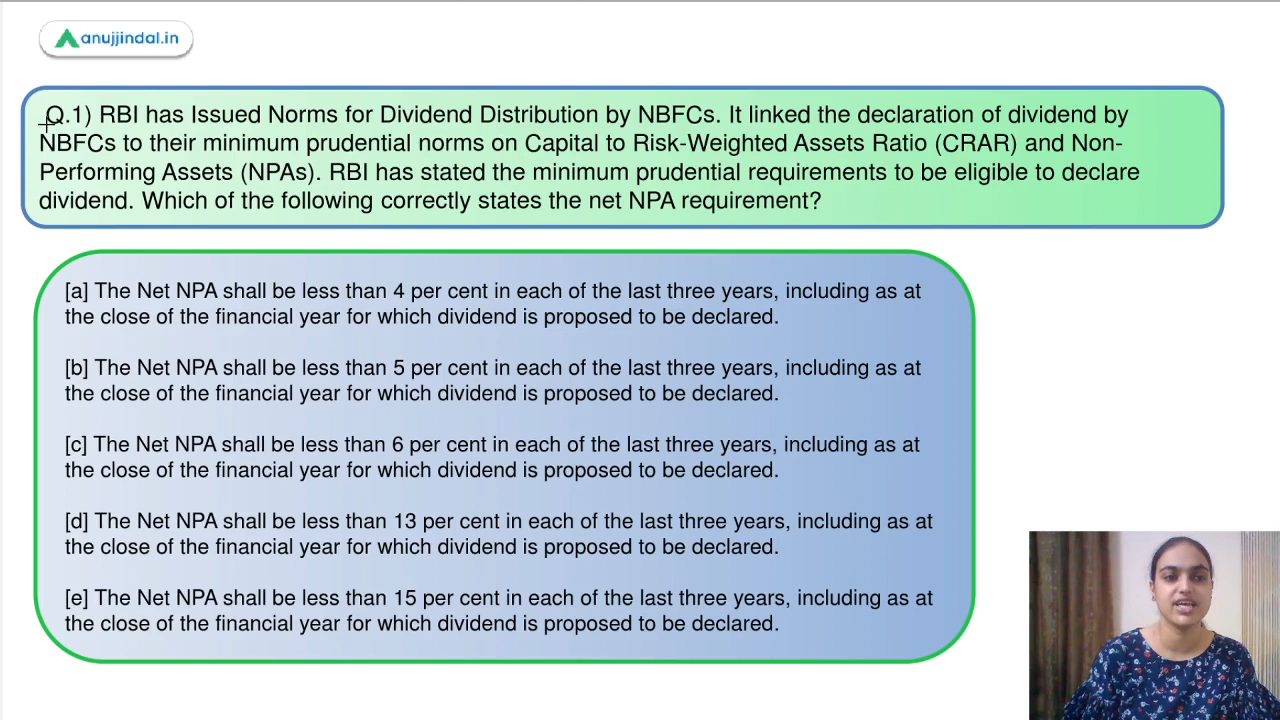 anujjindal.in
Q.1) RBI has Issued Norms for Dividend Distribution by NBFCs. It linked the declaration of dividend by
NBFCs to their minimum prudential norms on Capital to Risk-Weighted Assets Ratio (CRAR) and Non-
Performing Assets (NPAs). RBI has stated the minimum prudential requirements to be eligible to declare
dividend. Which of the following correctly states the net NPA requirement?
[a] The Net NPA shall be less than 4 per cent in each of the last three years, including as at
the close of the financial year for which dividend is proposed to be declared.
[b] The Net NPA shall be less than 5 per cent in each of the last three years, including as at
the close of the financial year for which dividend is proposed to be declared.
[c] The Net NPA shall be less than 6 per cent in each of the last three years, including as at
the close of the financial year for which dividend is proposed to be declared.
[d] The Net NPA shall be less than 13 per cent in each of the last three years, including as at
the close of the financial year for which dividend is proposed to be declared.
[e] The Net NPA shall be less than 15 per cent in each of the last three years, including as at
the close of the financial year for which dividend is proposed to be declared.